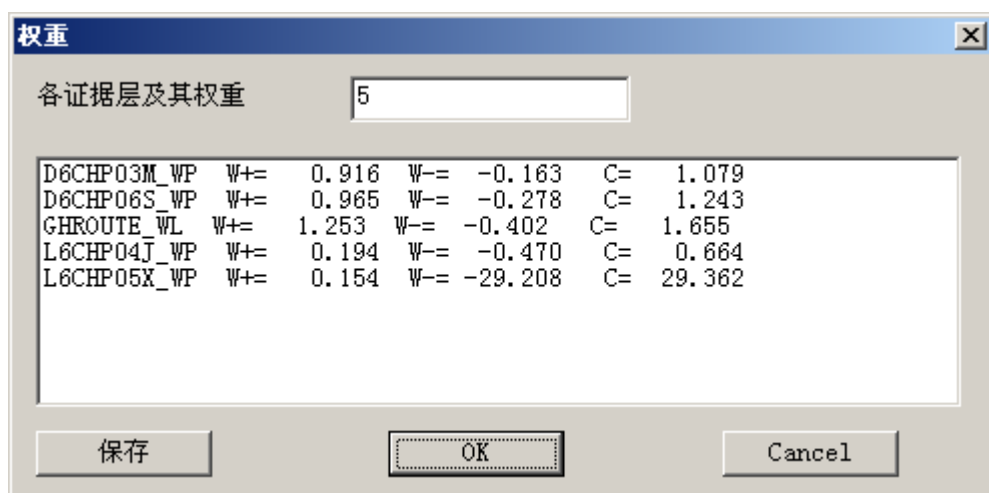 权重
各证据层及其权重 5
D6CHP03M_WP W+= 0.916 W-= -0.163 C= 1.079
D6CHP06S_WP W+= 0.965 W-= -0.278 C= 1.243
GHROUTE_WL W+= 1.253 W-= -0.402 C= 1.655
L6CHP04J_WP W+= 0.194 W-= -0.470 C= 0.664
L6CHP05X_WP W+= 0.154 W-= -29.208 C= 29.362
保存 OK Cancel